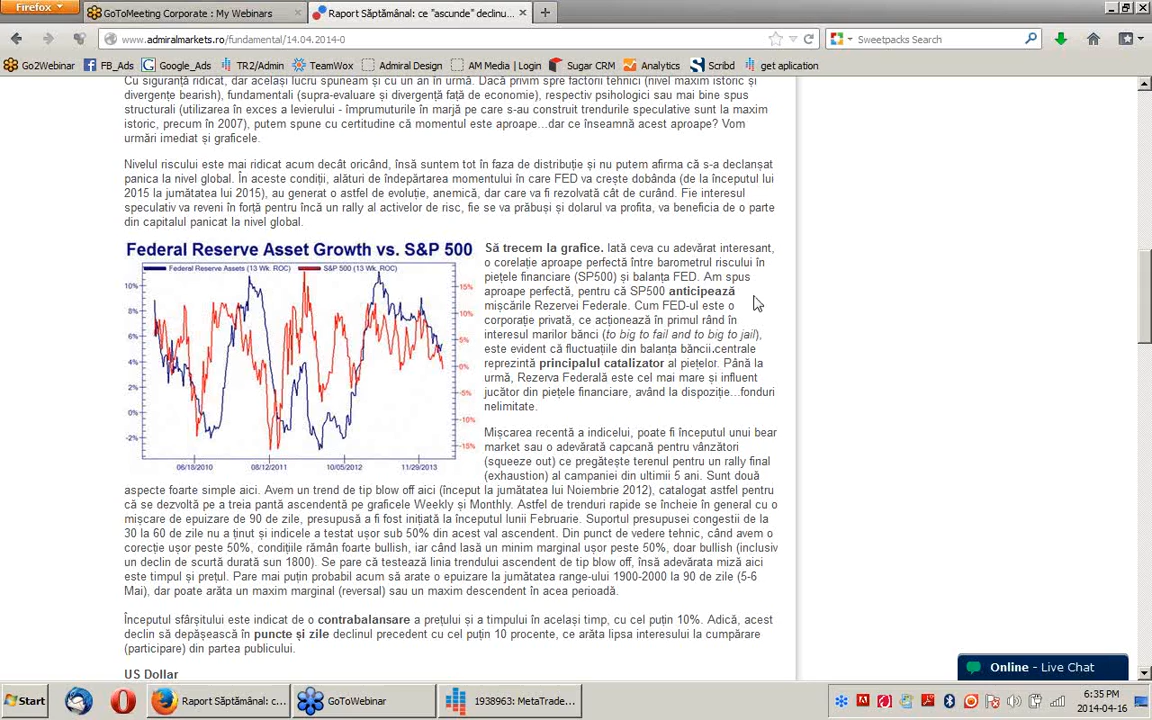 Firefox
GoToMeeting Corporate : My Webinars
Raport Săptămânal: ce "ascunde" declinu...
www.admiralmarkets.ro/fundamental/14.04.2014-0
Sweetpacks Search
Go2Webinar
FB_Ads
Google_Ads
TR2/Admin
TeamWox
Admiral Design
AM Media | Login
Sugar CRM
Analytics
Scribd
get aplication
Cu siguranță ridicat, dar același lucru spuneam și cu un an în urmă. Dacă privim spre factorii tehnici (nivel maxim istoric și
divergențe bearish), fundamentali (supra-evaluare și divergență față de economie), respectiv psihologici sau mai bine spus
structurali (utilizarea în exces a levierului - împrumuturile în marjă pe care s-au construit trendurile speculative sunt la maxim
istoric, precum în 2007), putem spune cu certitudine că momentul este aproape...dar ce înseamnă acest aproape? Vom
urmări imediat și graficele.
Nivelul riscului este mai ridicat acum decât oricând, însă suntem tot în faza de distribuție și nu putem afirma că s-a declanșat
panica la nivel global. În aceste condiții, alături de îndepărtarea momentului în care FED va crește dobânda (de la începutul lui
2015 la jumătatea lui 2015), au generat o astfel de evoluție, anemică, dar care va fi rezolvată cât de curând. Fie interesul
speculativ va reveni în forță pentru încă un rally al activelor de risc, fie se va prăbuși și dolarul va profita, va beneficia de o parte
din capitalul panicat la nivel global.
Federal Reserve Asset Growth vs. S&P 500
Federal Reserve Assets (13 Wk. ROC)
S&P 500 (13 Wk. ROC)
10%
8%
6%
4%
2%
0%
-2%
15%
10%
5%
0%
-5%
-10%
-15%
06/18/2010
08/12/2011
10/05/2012
11/29/2013
Să trecem la grafice. Iată ceva cu adevărat interesant,
o corelație aproape perfectă între barometrul riscului în
piețele financiare (SP500) și balanța FED. Am spus
aproape perfectă, pentru că SP500 anticipează
mișcările Rezervei Federale. Cum FED-ul este o
corporație privată, ce acționează în primul rând în
interesul marilor bănci (to big to fail and to big to jail),
este evident că fluctuațiile din balanța băncii.centrale
reprezintă principalul catalizator al piețelor. Până la
urmă, Rezerva Federală este cel mai mare și influent
jucător din piețele financiare, având la dispoziție...fonduri
nelimitate.
Mișcarea recentă a indicelui, poate fi începutul unui bear
market sau o adevărată capcană pentru vânzători
(squeeze out) ce pregătește terenul pentru un rally final
(exhaustion) al campaniei din ultimii 5 ani. Sunt două
aspecte foarte simple aici. Avem un trend de tip blow off aici (început la jumătatea lui Noiembrie 2012), catalogat astfel pentru
că se dezvoltă pe a treia pantă ascendentă pe graficele Weekly și Monthly. Astfel de trenduri rapide se încheie în general cu o
mișcare de epuizare de 90 de zile, presupusă a fi fost inițiată la începutul lunii Februarie. Suportul presupusei congestii de la
30 la 60 de zile nu a ținut și indicele a testat ușor sub 50% din acest val ascendent. Din punct de vedere tehnic, când avem o
corecție ușor peste 50%, condițiile rămân foarte bullish, iar când lasă un minim marginal ușor peste 50%, doar bullish (inclusiv
un declin de scurtă durată sun 1800). Se pare că testează linia trendului ascendent de tip blow off, însă adevărata miză aici
este timpul și prețul. Pare mai puțin probabil acum să arate o epuizare la jumătatea range-ului 1900-2000 la 90 de zile (5-6
Mai), dar poate arăta un maxim marginal (reversal) sau un maxim descendent în acea perioadă.
Începutul sfârșitului este indicat de o contrabalansare a prețului și a timpului în același timp, cu cel puțin 10%. Adică, acest
declin să depășească în puncte și zile declinul precedent cu cel puțin 10 procente, ce arăta lipsa interesului la cumpărare
(participare) din partea publicului.
US Dollar
Online - Live Chat
Start
Raport Săptămânal: c...
GoToWebinar
1938963: MetaTrade...
6:35 PM
2014-04-16